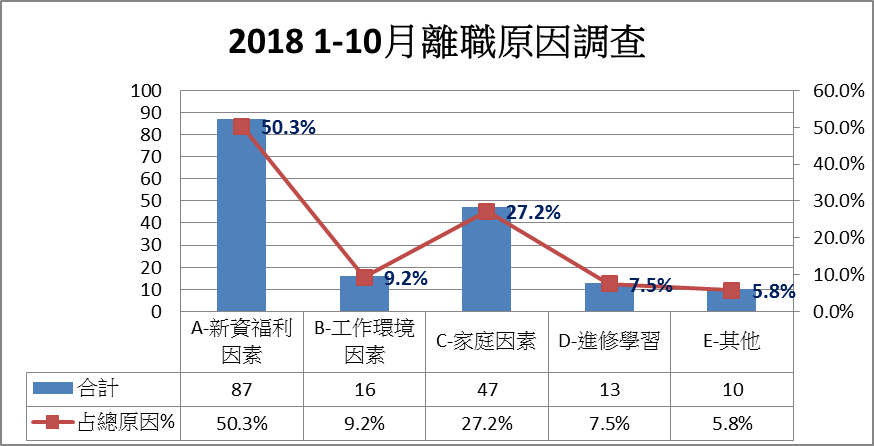 2018 1-10月離職原因調查
100
90
80
70
60
50
40
30
20
10
0
60.0%
50.0%
40.0%
30.0%
20.0%
10.0%
0.0%
50.3%
9.2%
27.2%
7.5%
5.8%
A-新資福利
因素
B-工作環境
因素
C-家庭因素
D-進修學習
E-其他
合計 87 16 47 13 10
占總原因% 50.3% 9.2% 27.2% 7.5% 5.8%